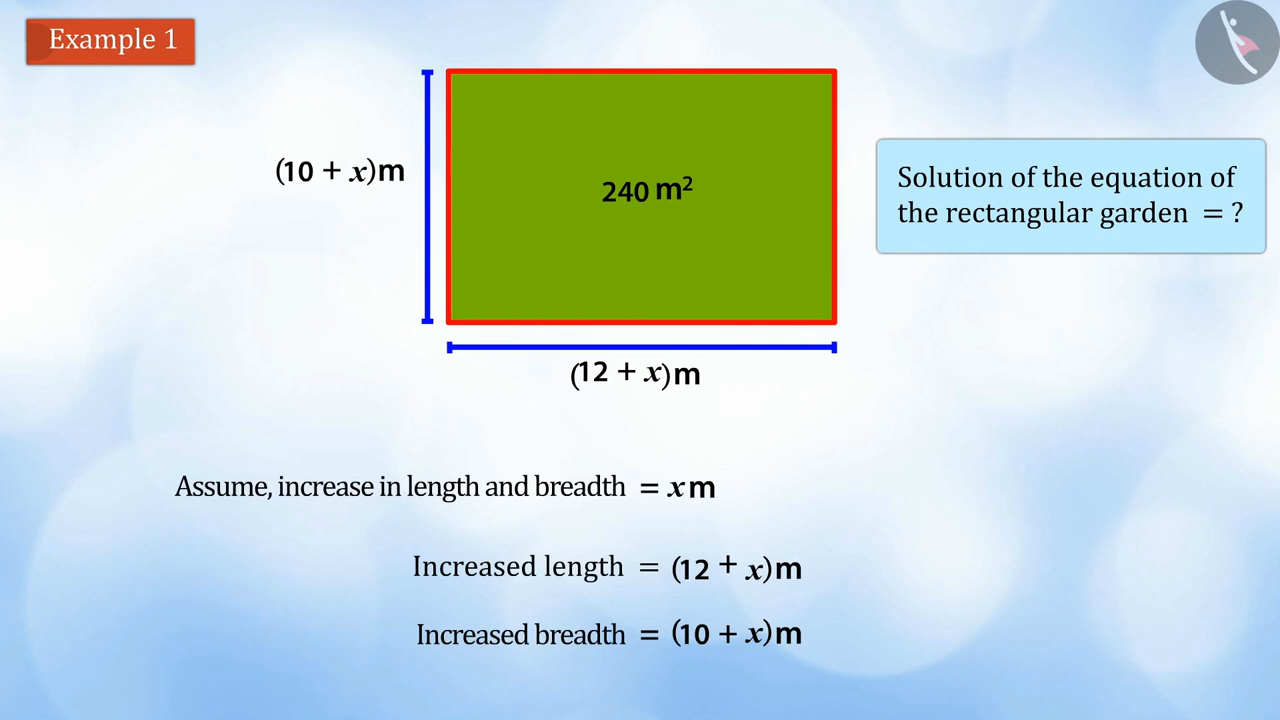 Example 1
(10 + x)m
240 m²
Solution of the equation of
the rectangular garden = ?
(12 + x)m
Assume, increase in length and breadth = x m
Increased length = (12 + x)m
Increased breadth = (10 + x)m